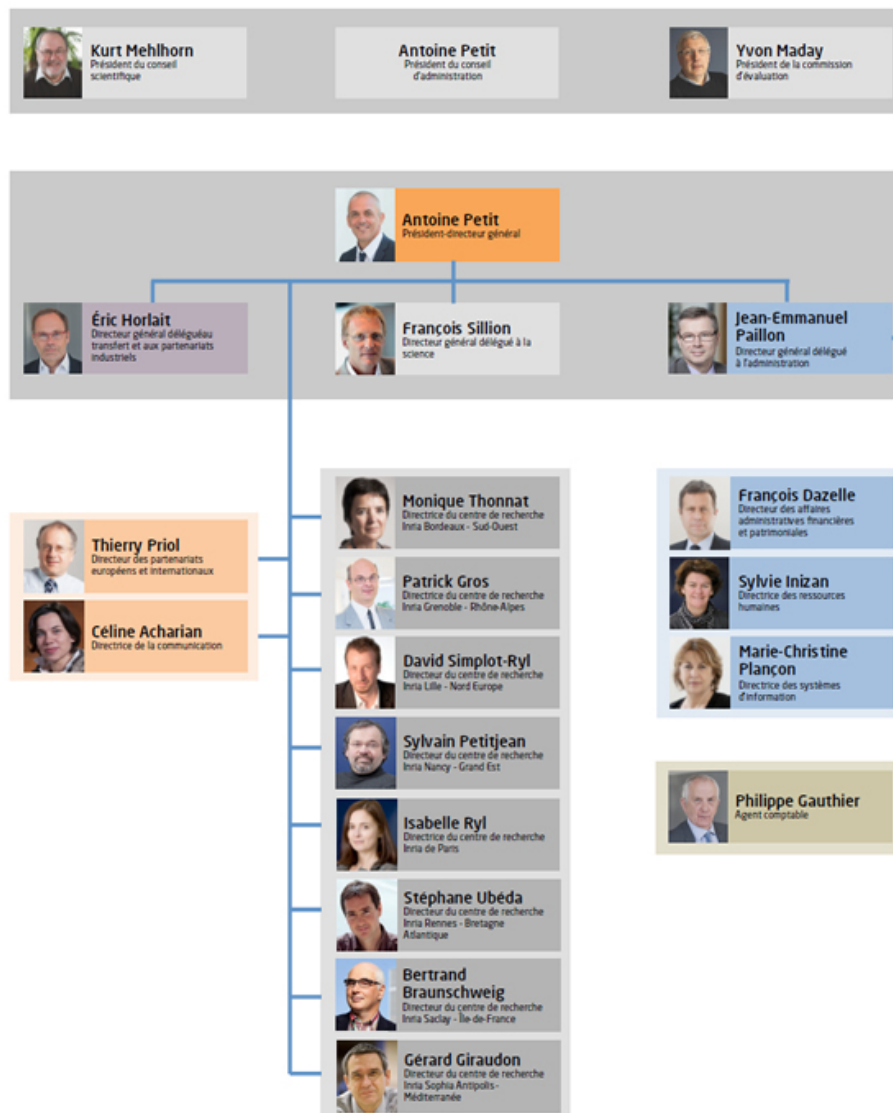 Kurt Mehlhorn
Président du conseil
scientifique
Antoine Petit
Président du conseil
d'administration
Yvon Maday
Président de la commission
d'évaluation
Antoine Petit
Président-directeur général
Éric Horlait
Directeur général déléguéau
transfert et aux partenariats
industriels
François Sillion
Directeur général délégué à la
science
Jean-Emmanuel
Paillon
Directeur général délégué
à l'administration
Thierry Priol
Directeur des partenariats
européens et internationaux
Céline Acharian
Directrice de la communication
Monique Thonnat
Directrice du centre de recherche
Inria Bordeaux - Sud-Ouest
Patrick Gros
Directrice du centre de recherche
Inria Grenoble - Rhône-Alpes
David Simplot-Ryl
Directeur du centre de recherche
Inria Lille - Nord Europe
Sylvain Petitjean
Directeur du centre de recherche
Inria Nancy - Grand Est
Isabelle Ryl
Directrice du centre de recherche
Inria de Paris
Stéphane Ubéda
Directeur du centre de recherche
Inria Rennes - Bretagne
Atlantique
Bertrand
Braunschweig
Directeur du centre de recherche
Inria Saclay - Île-de-France
Gérard Giraudon
Directeur du centre de recherche
Inria Sophia Antipolis -
Méditerranée
François Dazelle
Directeur des affaires
administratives financières
et patrimoniales
Sylvie Inizan
Directrice des ressources
humaines
Marie-Christine
Plançon
Directrice des systèmes
d'information
Philippe Gauthier
Agent comptable